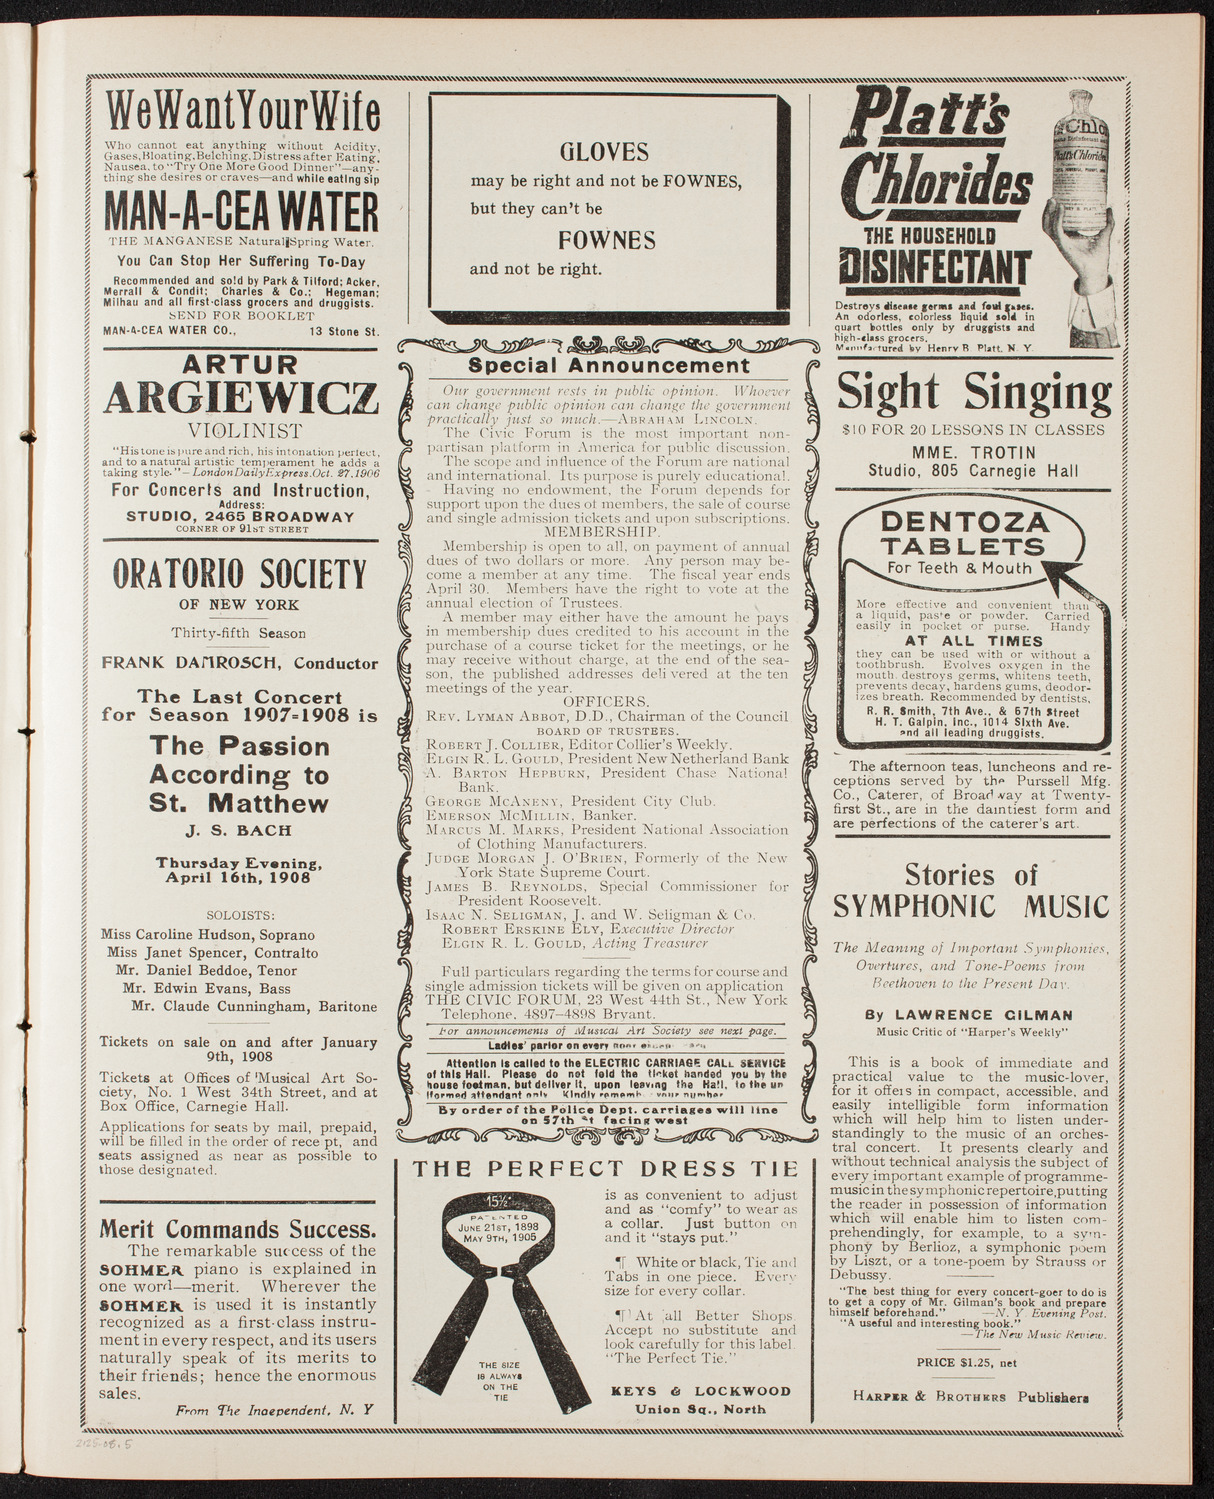 We Want Your Wife
Who cannot eat anything without Acidity,
Gases, Bloating, Belching, Distress after Eating,
Nausea, to "Try One More Good Dinner"—any-
thing she desires or craves—and while eating sip
MAN-A-CEA WATER
THE MANGANESE Natural Spring Water.
You Can Stop Her Suffering To-Day
Recommended and sold by Park & Tilford; Acker,
Merrall & Condit; Charles & Co.; Hegeman;
Milhau and all first-class grocers and druggists.
SEND FOR BOOKLET
MAN-A-CEA WATER CO., 13 Stone St.
ARTUR
ARGIEWICZ
VIOLINIST
"His tone is pure and rich, his intonation perfect,
and to a natural artistic temperament he adds a
taking style."—London Daily Express. Oct. 27. 1906
For Concerts and Instruction,
Address:
STUDIO, 2465 BROADWAY
CORNER OF 91ST STREET
ORATORIO SOCIETY
OF NEW YORK
Thirty-fifth Season
FRANK DAMROSCH, Conductor
The Last Concert
for Season 1907-1908 is
The Passion
According to
St. Matthew
J. S. BACH
Thursday Evening,
April 16th, 1908
SOLOISTS:
Miss Caroline Hudson, Soprano
Miss Janet Spencer, Contralto
Mr. Daniel Beddoe, Tenor
Mr. Edwin Evans, Bass
Mr. Claude Cunningham, Baritone
Tickets on sale on and after January
9th, 1908
Tickets at Offices of Musical Art So-
ciety, No. 1 West 34th Street, and at
Box Office, Carnegie Hall.
Applications for seats by mail, prepaid,
will be filled in the order of rece pt, and
seats assigned as near as possible to
those designated.
Merit Commands Success.
The remarkable success of the
SOHMER piano is explained in
one word—merit. Wherever the
SOHMER is used it is instantly
recognized as a first-class instru-
ment in every respect, and its users
naturally speak of its merits to
their friends; hence the enormous
sales.
From The Independent, N. Y
GLOVES
may be right and not be FOWNES,
but they can't be
FOWNES
and not be right.
Special Announcement
Our government rests in public opinion. Whoever
can change public opinion can change the government
practically just so much.—ABRAHAM LINCOLN.
The Civic Forum is the most important non-
partisan platform in America for public discussion.
The scope and influence of the Forum are national
and international. Its purpose is purely educational.
Having no endowment, the Forum depends for
support upon the dues of members, the sale of course
and single admission tickets and upon subscriptions.
MEMBERSHIP.
Membership is open to all, on payment of annual
dues of two dollars or more. Any person may be-
come a member at any time. The fiscal year ends
April 30. Members have the right to vote at the
annual election of Trustees.
A member may either have the amount he pays
in membership dues credited to his account in the
purchase of a course ticket for the meetings, or he
may receive without charge, at the end of the sea-
son, the published addresses delivered at the ten
meetings of the year.
OFFICERS.
REV. LYMAN ABBOT, D.D., Chairman of the Council
BOARD OF TRUSTEES.
ROBERT J. COLLIER, Editor Collier's Weekly.
ELGIN R. L. GOULD, President New Netherland Bank
A. BARTON HEPBURN, President Chase National
Bank.
GEORGE MCANENY, President City Club.
EMERSON MCMILLIN, Banker.
MARCUS M. MARKS, President National Association
of Clothing Manufacturers.
JUDGE MORGAN J. O'BRIEN, Formerly of the New
York State Supreme Court.
JAMES B. REYNOLDS, Special Commissioner for
President Roosevelt.
ISAAC N. SELIGMAN, J. and W. Seligman & Co.
ROBERT ERSKINE ELY, Executive Director
ELGIN R. L. GOULD, Acting Treasurer
Full particulars regarding the terms for course and
single admission tickets will be given on application
THE CIVIC FORUM, 23 West 44th St., New York
Telephone, 4897–4898 Bryant.
For announcements of Musical Art Society see next page.
Ladies' parlor on every floor
Attention is called to the ELECTRIC CARRIAGE CALL SERVICE
of this Hall. Please do not fold the ticket handed you by the
house footman, but deliver it, upon leaving the Hall, to the un
iformed attendant only Kindly rememb your number
By order of the Police Dept. carriages will line
on 57th St facing west
THE PERFECT DRESS TIE
15½
PATENTED
JUNE 21ST, 1898
MAY 9TH, 1905
THE SIZE
IS ALWAYS
ON THE
TIE
is as convenient to adjust
and as "comfy" to wear as
a collar. Just button on
and it "stays put."
¶ White or black, Tie and
Tabs in one piece. Every
size for every collar.
¶ At all Better Shops.
Accept no substitute and
look carefully for this label
"The Perfect Tie."
KEYS & LOCKWOOD
Union Sq., North
Platt's
Chlorides
THE HOUSEHOLD
DISINFECTANT
Destroys disease germs and foul gases.
An odorless, colorless liquid sold in
quart bottles only by druggists and
high-class grocers.
Manufactured by Henry B Platt, N. Y.
Sight Singing
$10 FOR 20 LESSONS IN CLASSES
MME. TROTIN
Studio, 805 Carnegie Hall
DENTOZA
TABLETS
For Teeth & Mouth
More effective and convenient than
a liquid, paste or powder. Carried
easily in pocket or purse. Handy
AT ALL TIMES
they can be used with or without a
toothbrush. Evolves oxygen in the
mouth, destroys germs, whitens teeth,
prevents decay, hardens gums, deodor-
izes breath. Recommended by dentists,
R. R. Smith, 7th Ave., & 57th Street
H. T. Galpin, Inc., 1014 Sixth Ave.
and all leading druggists.
The afternoon teas, luncheons and re-
ceptions served by the Purssell Mfg.
Co., Caterer, of Broadway at Twenty-
first St., are in the daintiest form and
are perfections of the caterer's art.
Stories of
SYMPHONIC MUSIC
The Meaning of Important Symphonies,
Overtures, and Tone-Poems from
Beethoven to the Present Day.
By LAWRENCE GILMAN
Music Critic of "Harper's Weekly"
This is a book of immediate and
practical value to the music-lover,
for it offers in compact, accessible, and
easily intelligible form information
which will help him to listen under-
standingly to the music of an orches-
tral concert. It presents clearly and
without technical analysis the subject of
every important example of programme-
music in the symphonic repertoire, putting
the reader in possession of information
which will enable him to listen com-
prehendingly, for example, to a sym-
phony by Berlioz, a symphonic poem
by Liszt, or a tone-poem by Strauss or
Debussy.
"The best thing for every concert-goer to do is
to get a copy of Mr. Gilman's book and prepare
himself beforehand." —N. Y Evening Post.
"A useful and interesting book."
—The New Music Review.
PRICE $1.25, net
HARPER & BROTHERS Publishers